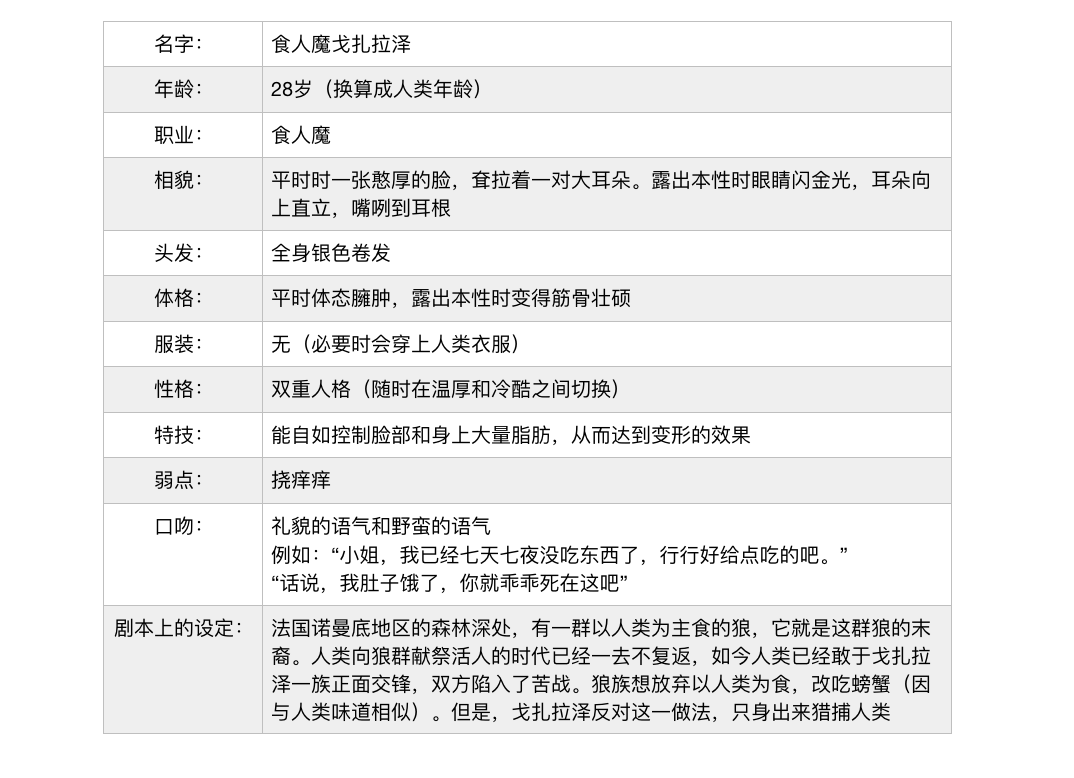 名字： 食人魔戈扎拉泽
年龄： 28岁（换算成人类年龄）
职业： 食人魔
相貌： 平时时一张憨厚的脸，耷拉着一对大耳朵。露出本性时眼睛闪金光，耳朵向
上直立，嘴咧到耳根
头发： 全身银色卷发
体格： 平时体态臃肿，露出本性时变得筋骨壮硕
服装： 无（必要时会穿上人类衣服）
性格： 双重人格（随时在温厚和冷酷之间切换）
特技： 能自如控制脸部和身上大量脂肪，从而达到变形的效果
弱点： 挠痒痒
口吻： 礼貌的语气和野蛮的语气
例如：“小姐，我已经七天七夜没吃东西了，行行好给点吃的吧。”
“话说，我肚子饿了，你就乖乖死在这吧”
剧本上的设定： 法国诺曼底地区的森林深处，有一群以人类为主食的狼，它就是这群狼的末
裔。人类向狼群献祭活人的时代已经一去不复返，如今人类已经敢于戈扎拉
泽一族正面交锋，双方陷入了苦战。狼族想放弃以人类为食，改吃螃蟹（因
与人类味道相似）。但是，戈扎拉泽反对这一做法，只身出来猎捕人类